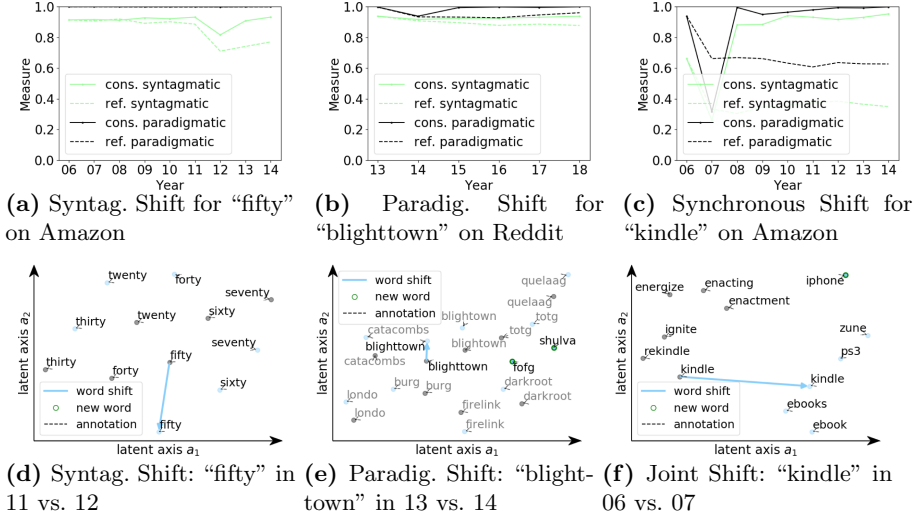 1.0
0.8
0.6
0.4
0.2
0.0
Measure
cons. syntagmatic
ref. syntagmatic
cons. paradigmatic
ref. paradigmatic
06 07 08 09 10 11 12 13 14
Year
1.0
0.8
0.6
0.4
0.2
0.0
Measure
cons. syntagmatic
ref. syntagmatic
cons. paradigmatic
ref. paradigmatic
13 14 15 16 17 18
Year
1.0
0.8
0.6
0.4
0.2
0.0
Measure
cons. syntagmatic
ref. syntagmatic
cons. paradigmatic
ref. paradigmatic
06 07 08 09 10 11 12 13 14
Year
(a) Syntag. Shift for “fifty”
on Amazon
(b) Paradig. Shift for
“blighttown” on Reddit
(c) Synchronous Shift for
“kindle” on Amazon
twenty
forty
seventy
sixty
twenty
thirty
fifty
seventy
thirty
forty
sixty
fifty
word shift
new word
annotation
latent axis a2
latent axis a1
word shift
new word
annotation
quelaag
quelaag
totg
blighttown
catacombs
totg
shulva
blighttown
blighttown
catacombs
blighttown
fofg
burg
burg
darkroot
darkroot
londo
londo
firelink
firelink
latent axis a2
latent axis a1
iphone
enacting
energize
enactment
ignite
zune
rekindle
ps3
kindle
kindle
ebooks
ebook
word shift
new word
annotation
latent axis a2
latent axis a1
(d) Syntag. Shift: “fifty” in
11 vs. 12
(e) Paradig. Shift: “blight-
town” in 13 vs. 14
(f) Joint Shift: “kindle” in
06 vs. 07